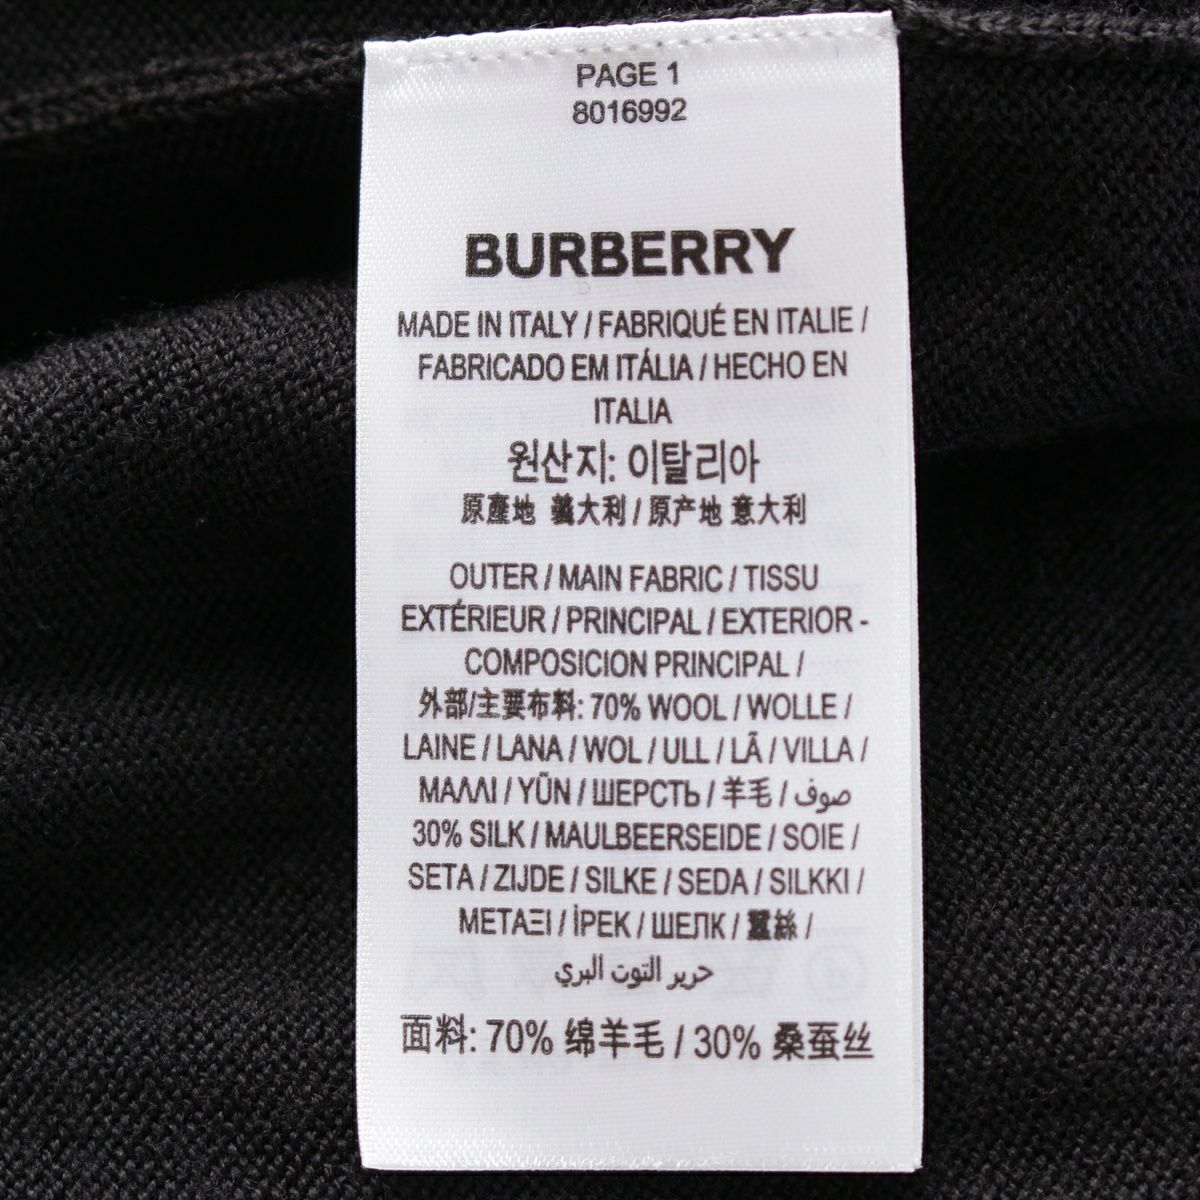 PAGE 1
8016992
BURBERRY
MADE IN ITALY / FABRIQUÉ EN ITALIE /
FABRICADO EM ITÁLIA / HECHO EN
ITALIA
원산지: 이탈리아
原產地 義大利 / 原产地 意大利
OUTER / MAIN FABRIC / TISSU
EXTÉRIEUR / PRINCIPAL / EXTERIOR -
COMPOSICION PRINCIPAL /
外部/主要布料: 70% WOOL / WOLLE /
LAINE / LANA / WOL / ULL / LÃ / VILLA /
ΜΑΛΛΙ / YÜN / ШЕРСТЬ / 羊毛 / صوف
30% SILK / MAULBEERSEIDE / SOIE /
SETA / ZIJDE / SILKE / SEDA / SILKKI /
ΜΕΤΑΞΙ / İPEK / ШЕЛК / 蠶絲 /
حرير التوت البري
面料: 70% 绵羊毛 / 30% 桑蚕丝